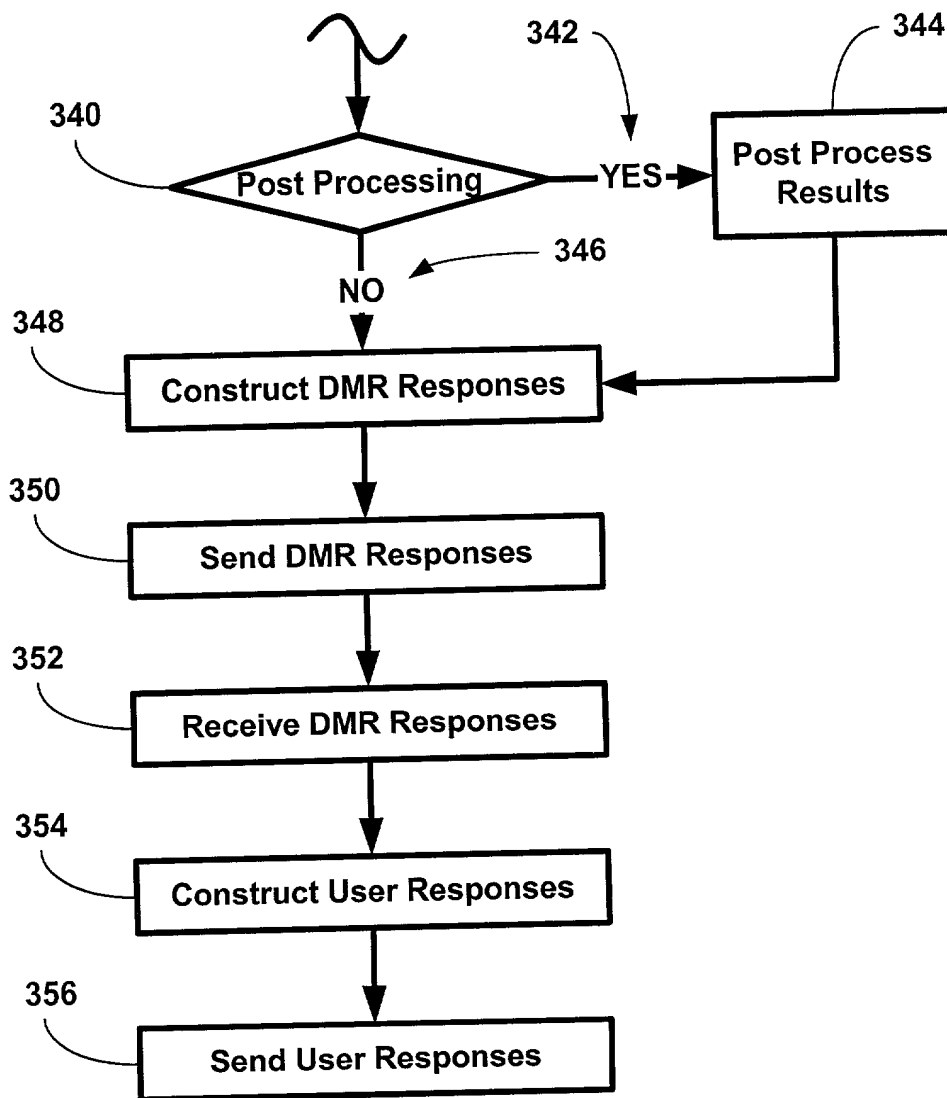 342
344
340
Post Processing
YES
Post Process
Results
346
NO
348
Construct DMR Responses
350
Send DMR Responses
352
Receive DMR Responses
354
Construct User Responses
356
Send User Responses